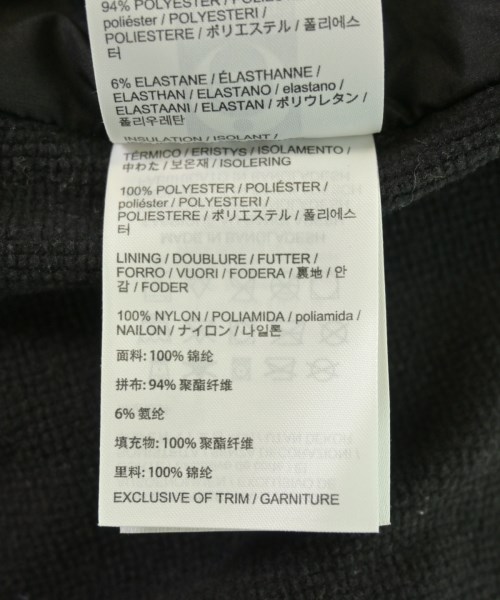 94% POLYESTER / POLIÉS
poliéster / POLYESTERI /
POLIESTERE / ポリエステル / 폴리에스
터
6% ELASTANE / ÉLASTHANNE /
ELASTHAN / ELASTANO / elastano /
ELASTAANI / ELASTAN / ポリウレタン /
폴리우레탄
INSULATION / ISOLANT /
TÉRMICO / ERISTYS / ISOLAMENTO /
中わた / 보온재 / ISOLERING
100% POLYESTER / POLIÉSTER /
poliéster / POLYESTERI /
POLIESTERE / ポリエステル / 폴리에스
터
LINING / DOUBLURE / FUTTER /
FORRO / VUORI / FODERA / 裏地 / 안
감 / FODER
100% NYLON / POLIAMIDA / poliamida /
NAILON / ナイロン / 나일론
面料: 100% 锦纶
拼布: 94% 聚酯纤维
6% 氨纶
填充物: 100% 聚酯纤维
里料: 100% 锦纶
EXCLUSIVE OF TRIM / GARNITURE